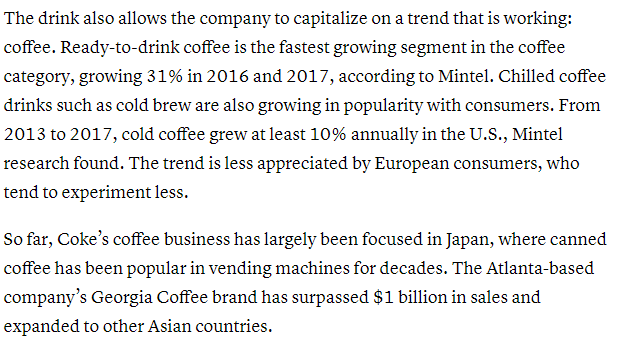 The drink also allows the company to capitalize on a trend that is working:
coffee. Ready-to-drink coffee is the fastest growing segment in the coffee
category, growing 31% in 2016 and 2017, according to Mintel. Chilled coffee
drinks such as cold brew are also growing in popularity with consumers. From
2013 to 2017, cold coffee grew at least 10% annually in the U.S., Mintel
research found. The trend is less appreciated by European consumers, who
tend to experiment less.
So far, Coke’s coffee business has largely been focused in Japan, where canned
coffee has been popular in vending machines for decades. The Atlanta-based
company’s Georgia Coffee brand has surpassed $1 billion in sales and
expanded to other Asian countries.